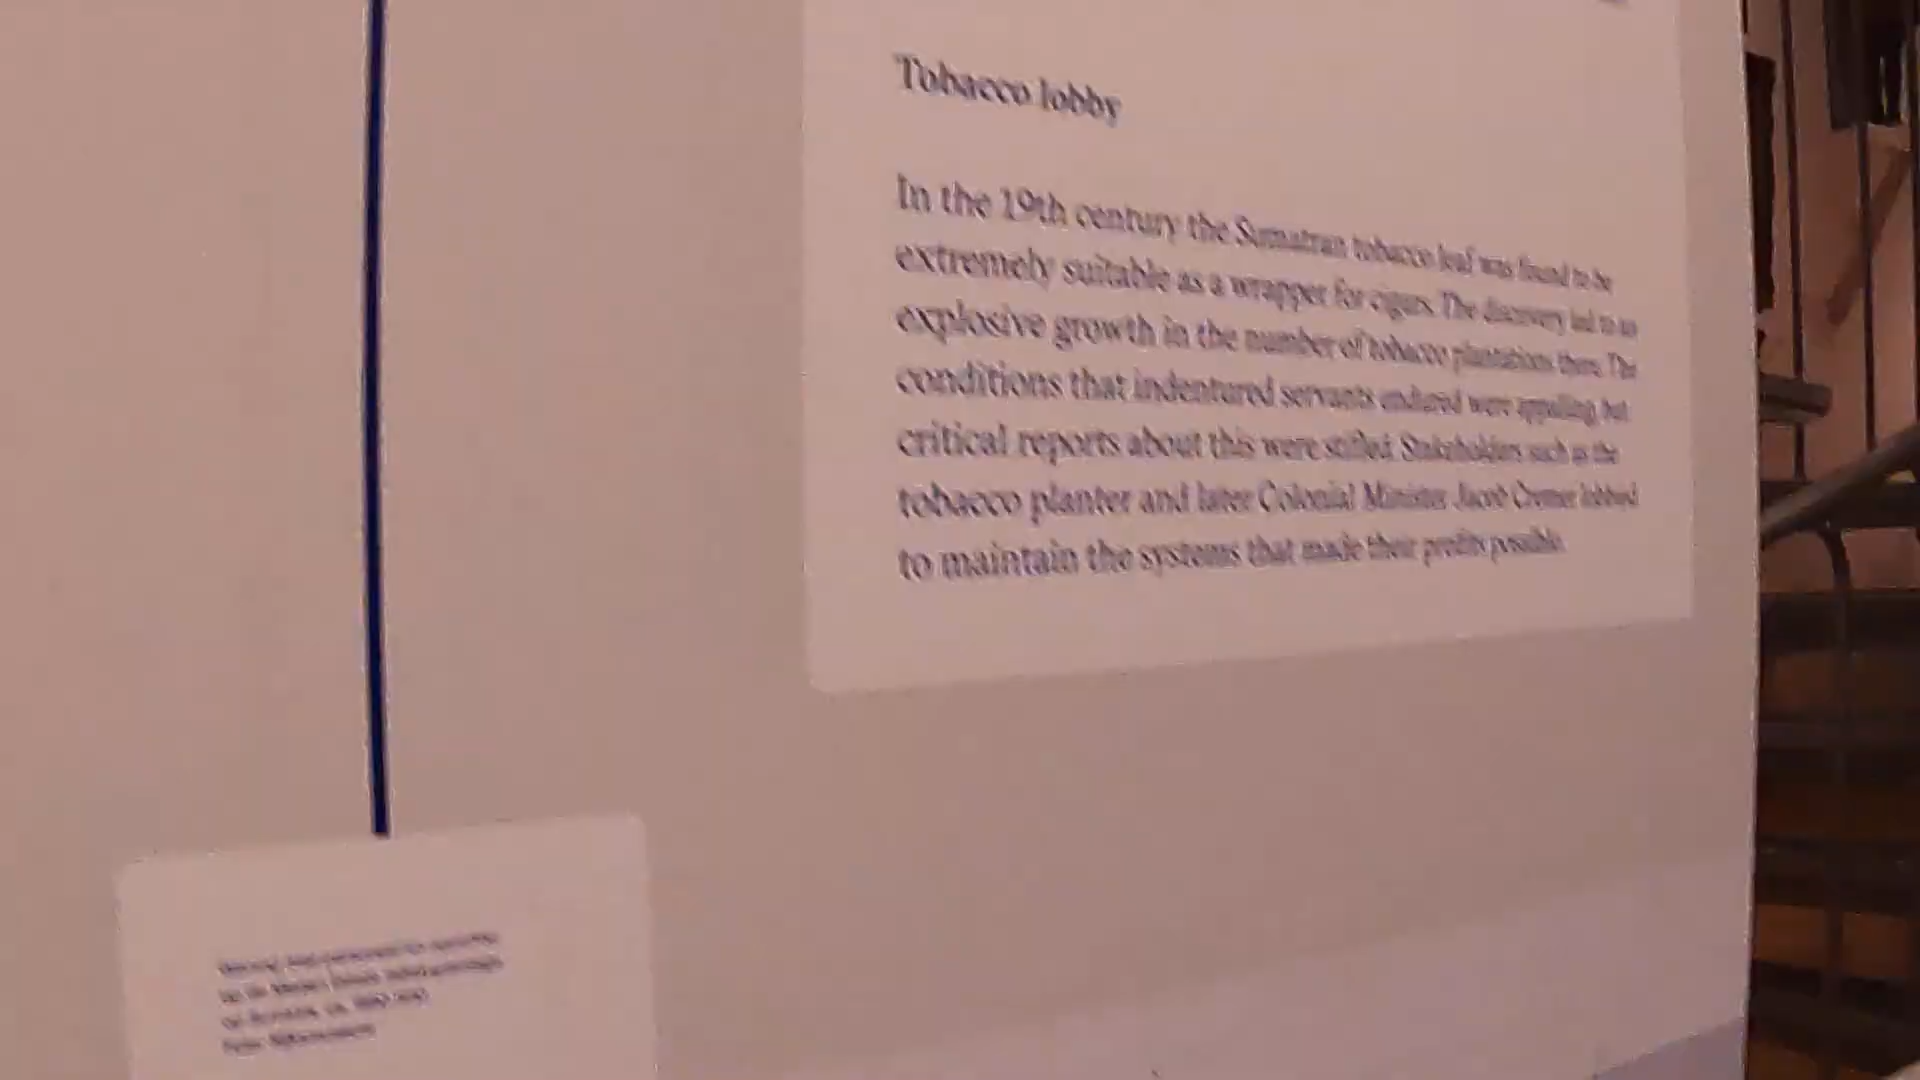 Tobacco lobby
In the 19th century the Sumatran tobacco leaf was found to be
extremely suitable as a wrapper for cigars. The discovery led to an
explosive growth in the number of tobacco plantations there. The
conditions that indentured servants endured were appalling, but
critical reports about this were stifled. Stakeholders such as the
tobacco planter and later Colonial Minister Jacob Cremer lobbied
to maintain the systems that made their profits possible.